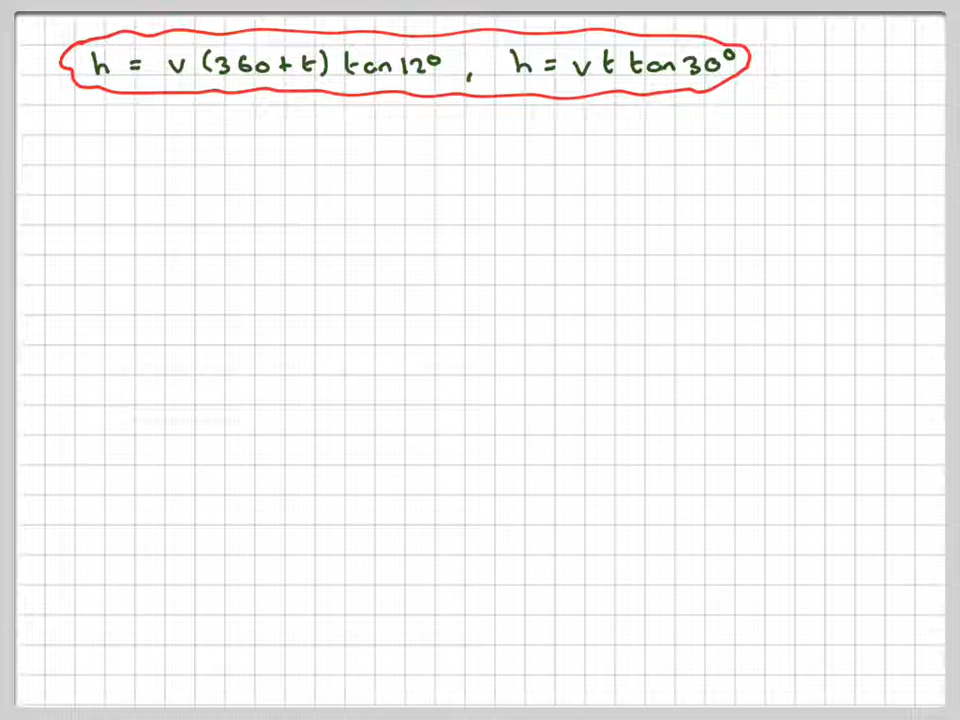 h = v (360 + t) tan 12° , h = v t tan 30°